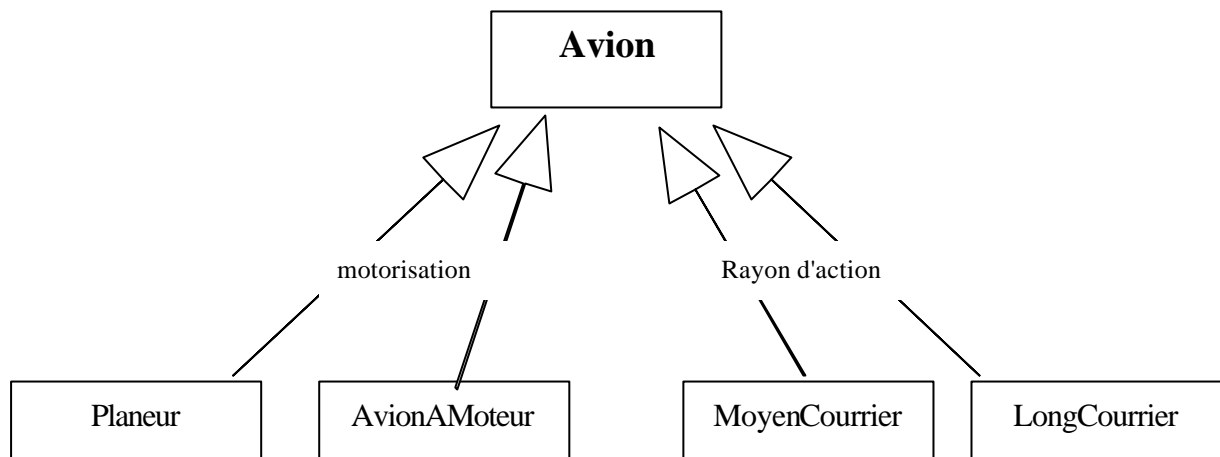 Avion
motorisation
Rayon d'action
Planeur
AvionAMoteur
MoyenCourrier
LongCourrier